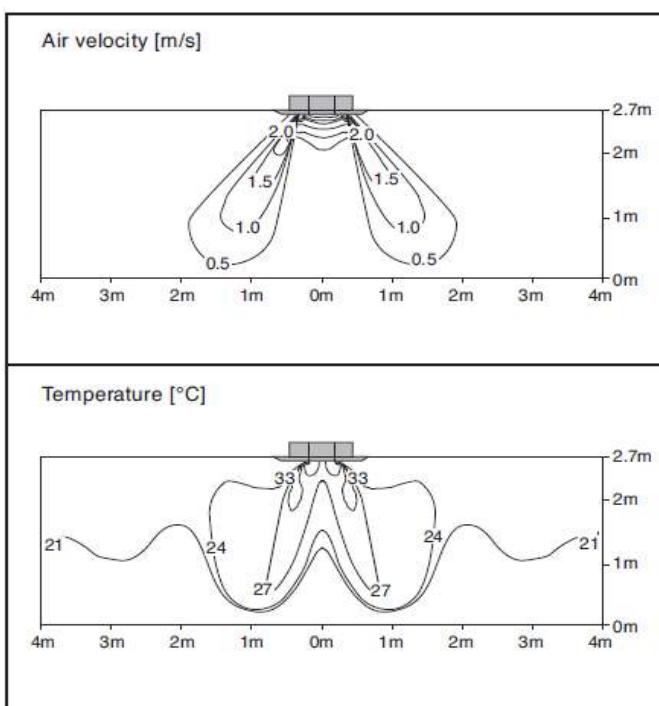 Air velocity [m/s]
2.7m
2.0 2.0
2m
1.5 1.5
1m
1.0 1.0
0.5 0.5
0m
4m 3m 2m 1m 0m 1m 2m 3m 4m
Temperature [°C]
2.7m
33 33
2m
21 24 24 21
1m
27 27
0m
4m 3m 2m 1m 0m 1m 2m 3m 4m